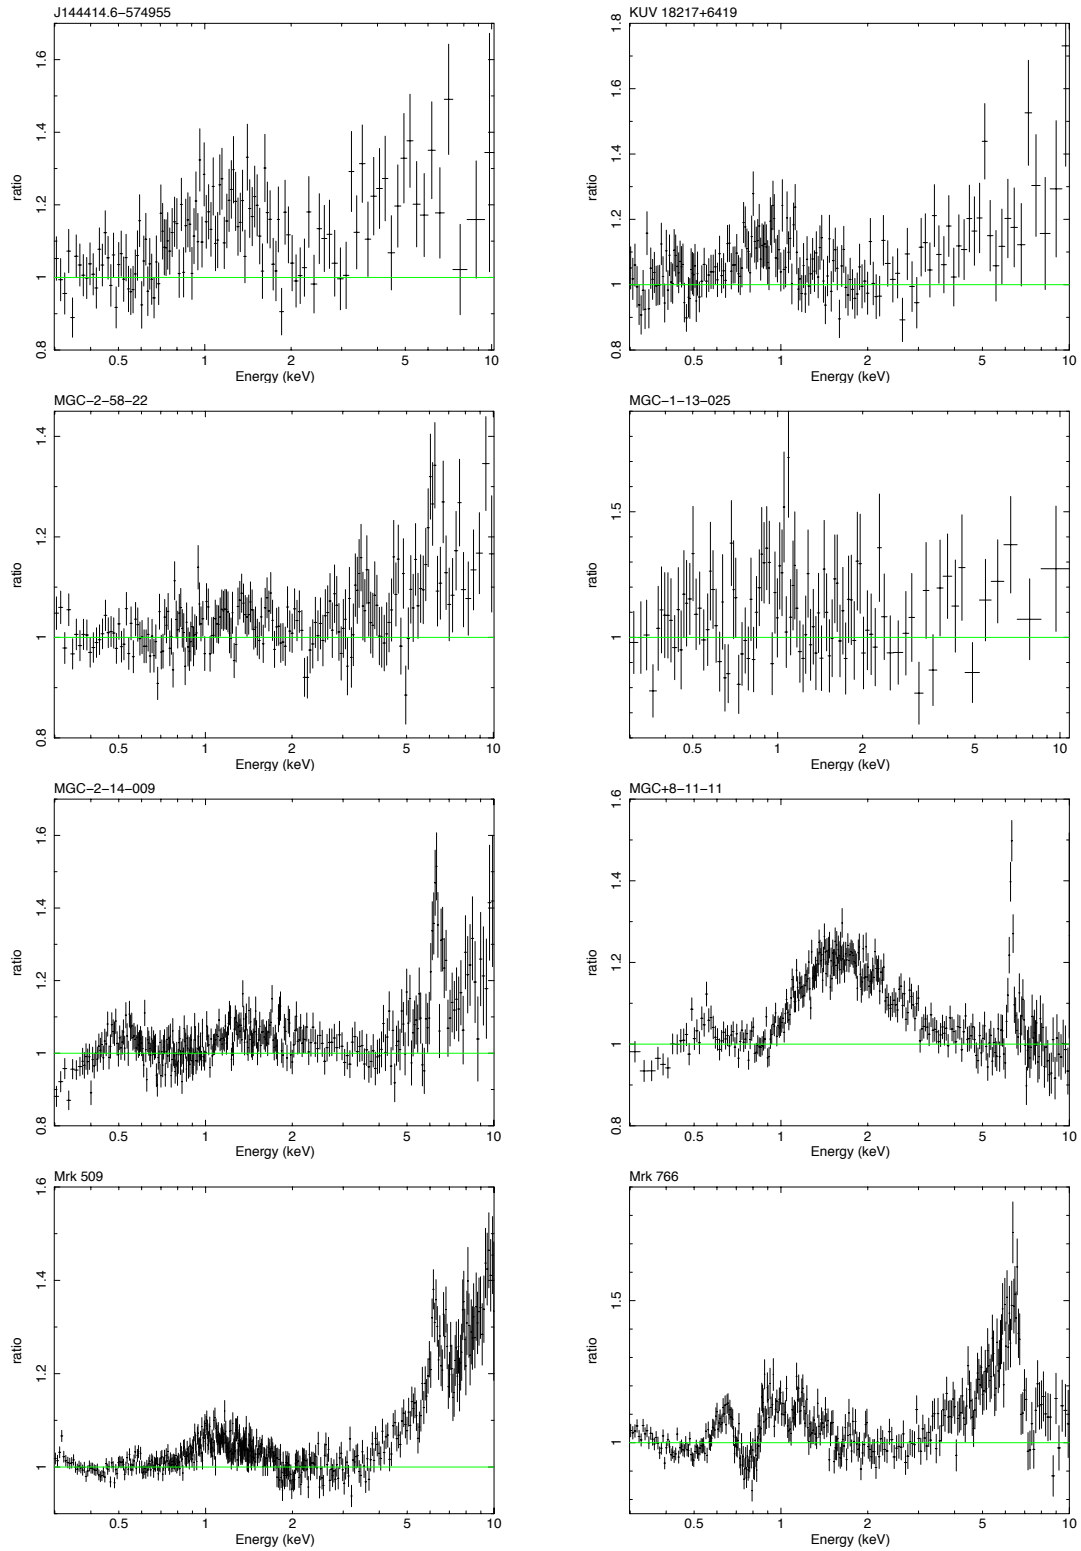 J144414.6−574955
ratio
0.8 1 1.2 1.4 1.6
0.5 1 2 5 10
Energy (keV)
KUV 18217+6419
ratio
0.8 1 1.2 1.4 1.6 1.8
0.5 1 2 5 10
Energy (keV)
MGC−2−58−22
ratio
0.8 1 1.2 1.4
0.5 1 2 5 10
Energy (keV)
MGC−1−13−025
ratio
1 1.5
0.5 1 2 5 10
Energy (keV)
MGC−2−14−009
ratio
0.8 1 1.2 1.4 1.6
0.5 1 2 5 10
Energy (keV)
MGC+8−11−11
ratio
0.8 1 1.2 1.4 1.6
0.5 1 2 5 10
Energy (keV)
Mrk 509
ratio
1 1.2 1.4 1.6
0.5 1 2 5 10
Energy (keV)
Mrk 766
ratio
1 1.5
0.5 1 2 5 10
Energy (keV)